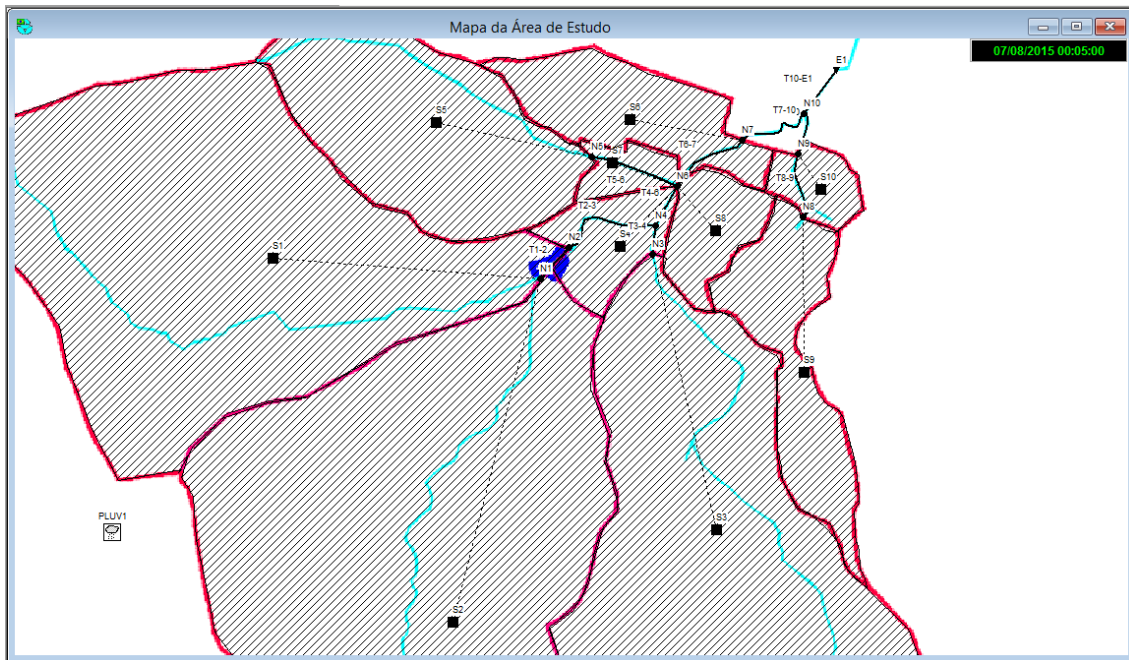 Mapa da Área de Estudo
07/08/2015 00:05:00
E1
T10-E1
S5
S6
T7-10
N10
N7
T6-7
N9
N5
S7
T5-6
N6
T8-9
S10
T4-6
T2-3
N8
N4
T3-4
S8
S1
N2
S4
N3
T1-2
N1
S9
PLUV1
S3
S2